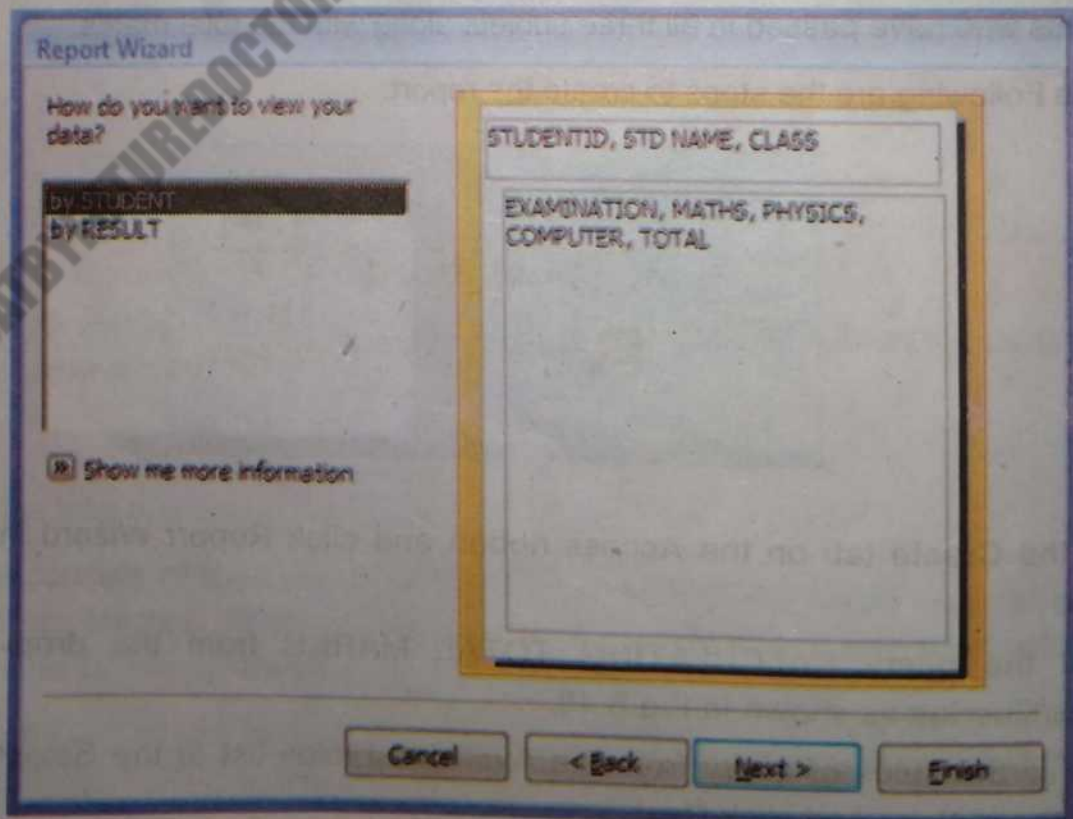 Report Wizard
How do you want to view your
data?
by STUDENT
by RESULT
Show me more information
STUDENTID, STD NAME, CLASS
EXAMINATION, MATHS, PHYSICS,
COMPUTER, TOTAL
Cancel
< Back
Next >
Finish